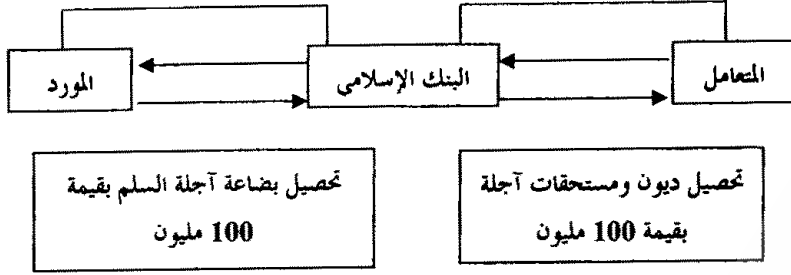 المتعامل
البنك الإسلامي
المورد
تحصيل ديون ومستحقات آجلة
بقيمة 100 مليون
تحصيل بضاعة آجلة السلم بقيمة
100 مليون